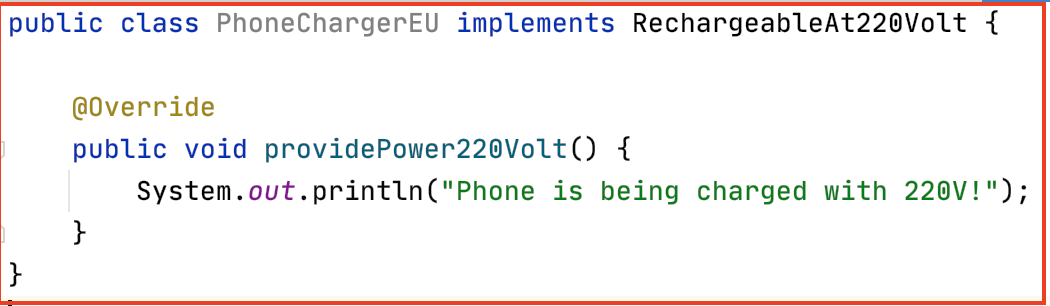 public class PhoneChargerEU implements RechargeableAt220Volt {
@Override
public void providePower220Volt() {
System.out.println("Phone is being charged with 220V!");
}
}